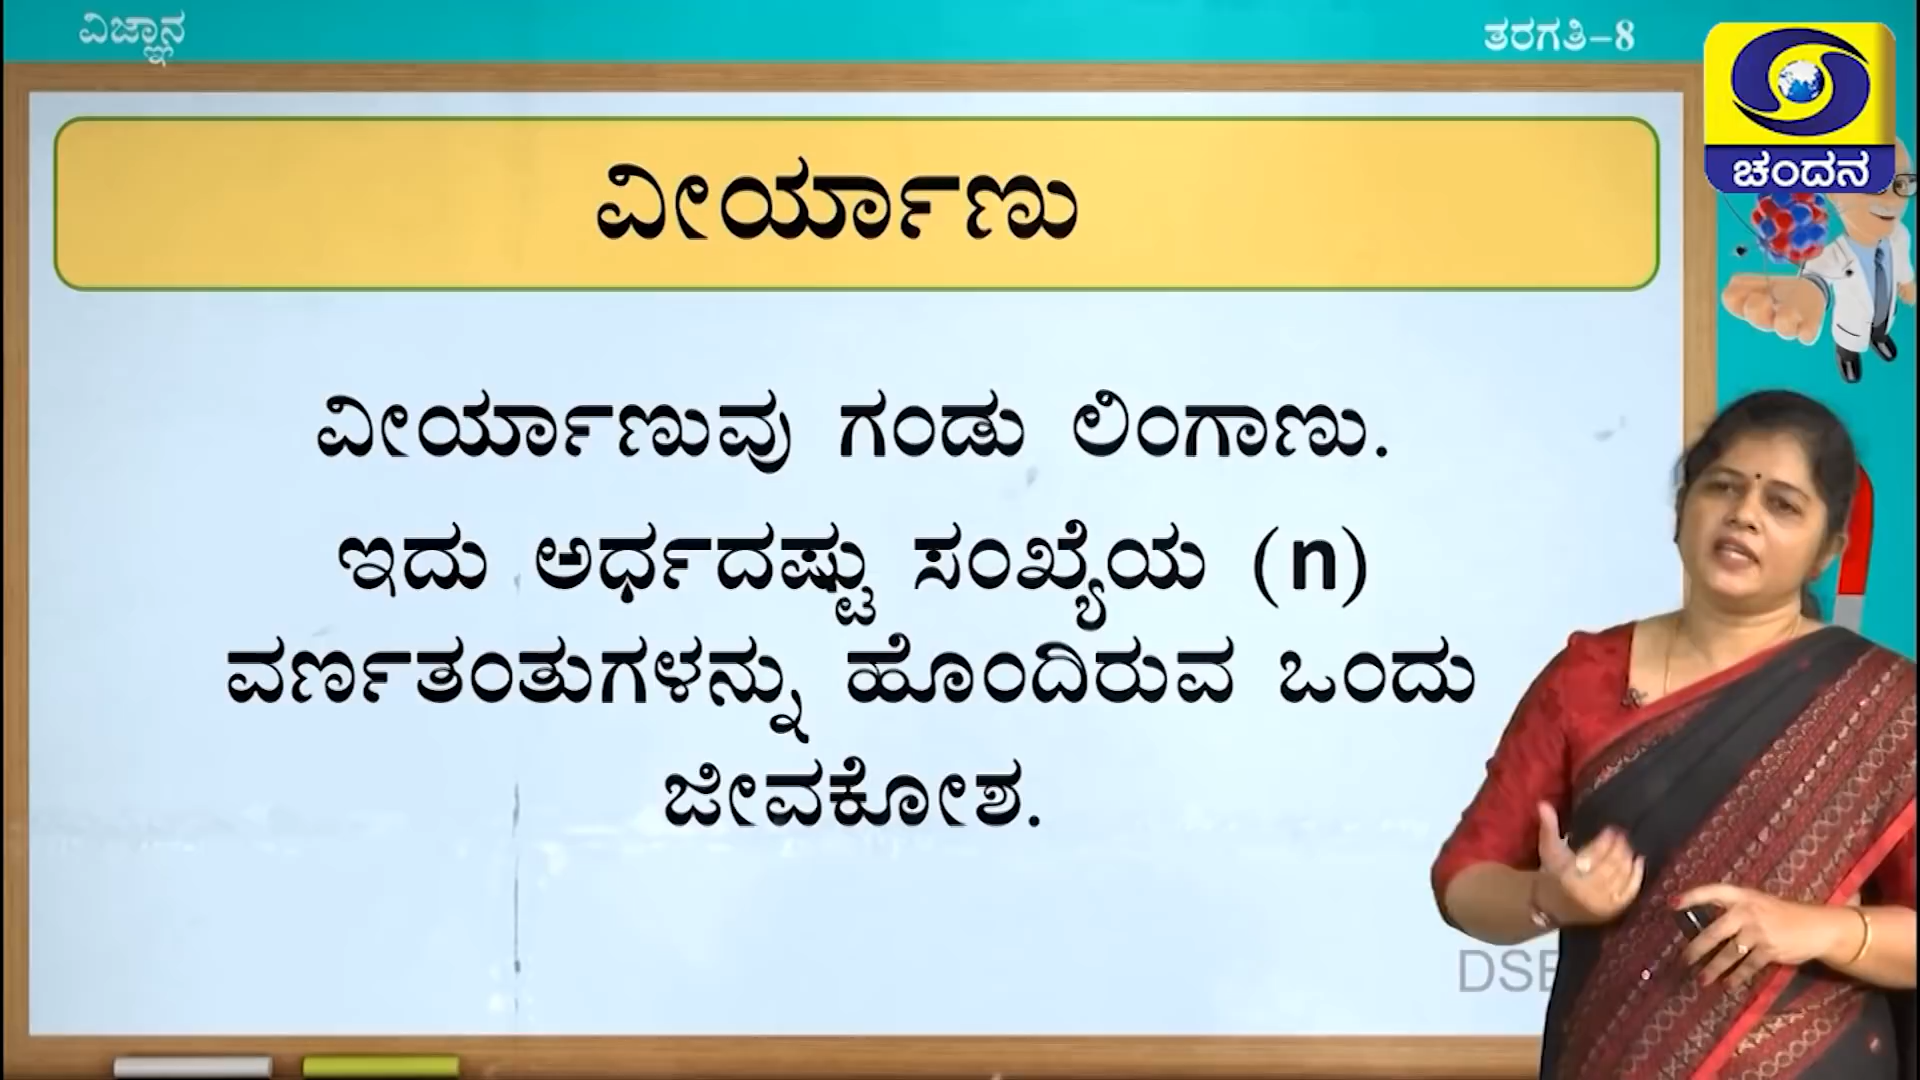 ವಿಜ್ಞಾನ
ತರಗತಿ-8
ಚಂದನ
ವೀರ್ಯಾಣು
ವೀರ್ಯಾಣುವು ಗಂಡು ಲಿಂಗಾಣು.
ಇದು ಅರ್ಧದಷ್ಟು ಸಂಖ್ಯೆಯ (n)
ವರ್ಣತಂತುಗಳನ್ನು ಹೊಂದಿರುವ ಒಂದು
ಜೀವಕೋಶ.